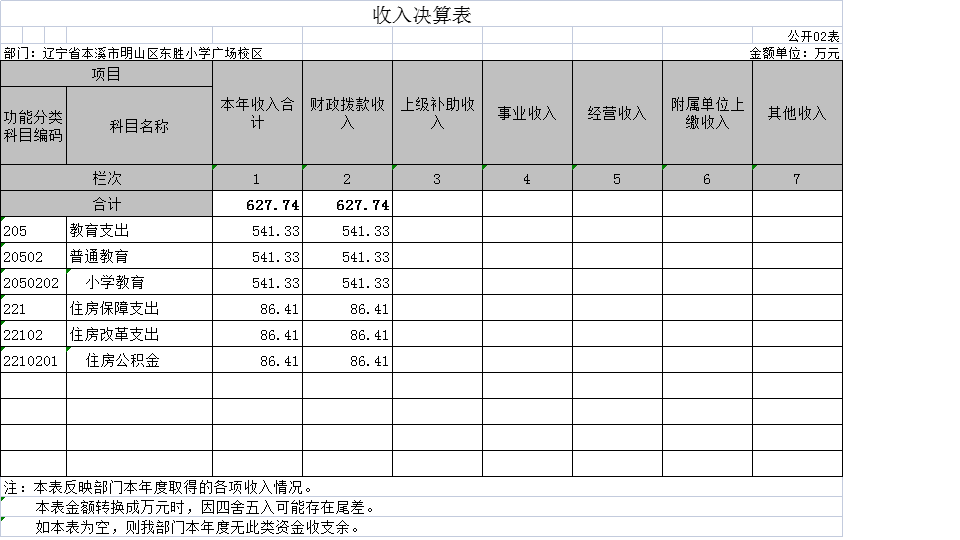 收入决算表
公开02表
部门：辽宁省本溪市明山区东胜小学广场校区 金额单位：万元
项目 本年收入合计 财政拨款收入 上级补助收入 事业收入 经营收入 附属单位上缴收入 其他收入
功能分类科目编码 科目名称
栏次 1 2 3 4 5 6 7
合计 627.74 627.74
205 教育支出 541.33 541.33
20502 普通教育 541.33 541.33
2050202 小学教育 541.33 541.33
221 住房保障支出 86.41 86.41
22102 住房改革支出 86.41 86.41
2210201 住房公积金 86.41 86.41
注：本表反映部门本年度取得的各项收入情况。
本表金额转换成万元时，因四舍五入可能存在尾差。
如本表为空，则我部门本年度无此类资金收支余。